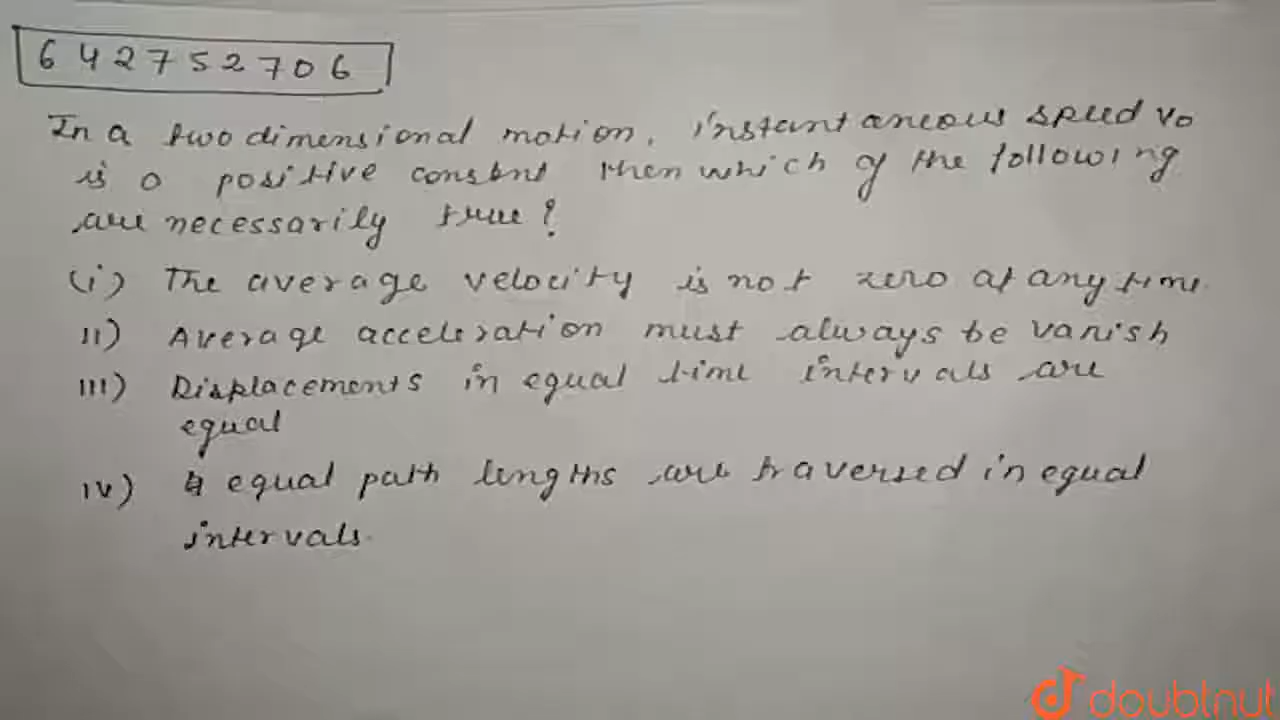 642752706
In a two dimensional motion, instantaneous speed v0
is a positive constant then which of the following
are necessarily true?
(i) The average velocity is not zero at any time
ii) Average acceleration must always be vanish
iii) Displacements in equal time intervals are
equal
iv) equal path lengths are traversed in equal
intervals.
doubtnut